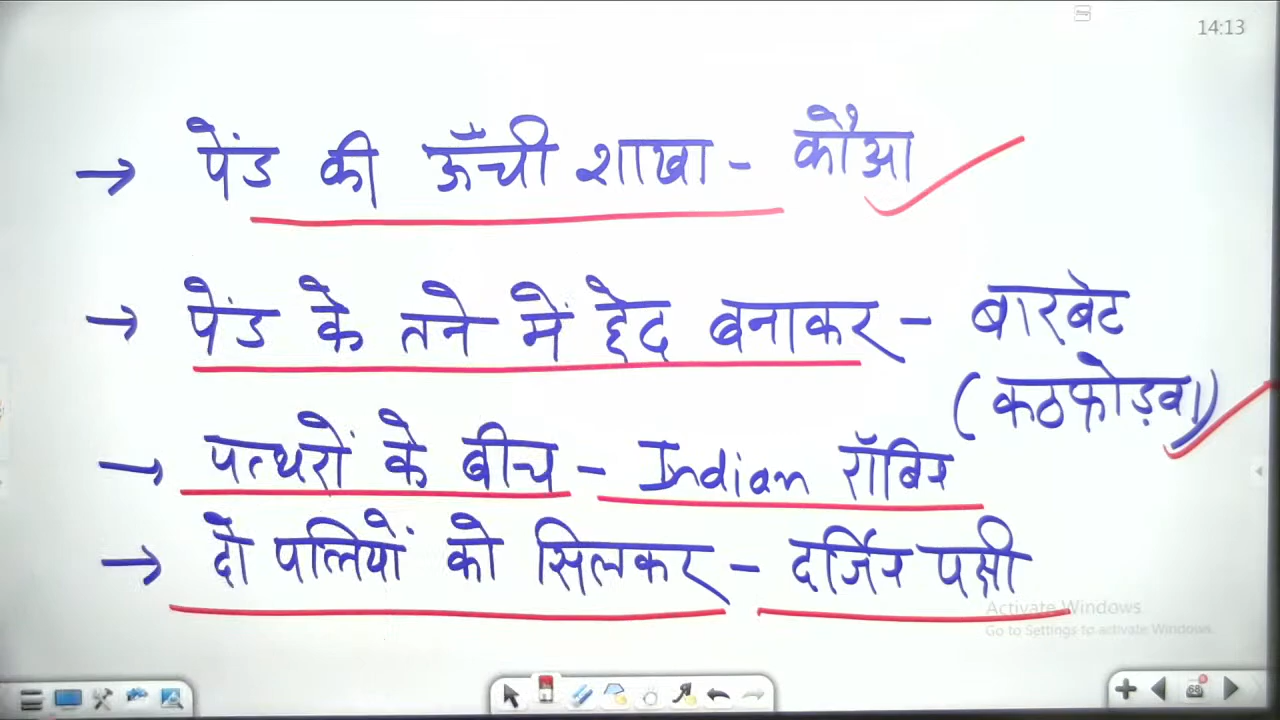 14:13
→ पेंड की ऊँची शाखा - कौआ
→ पेंड के तने में छेद बनाकर - बारबेट
(कठफोड़वा)
→ पत्थरों के बीच - Indian रॉबिन
→ दो पत्तियों को सिलकर - दर्जिन पक्षी
Activate Windows
Go to Settings to activate Windows.
68